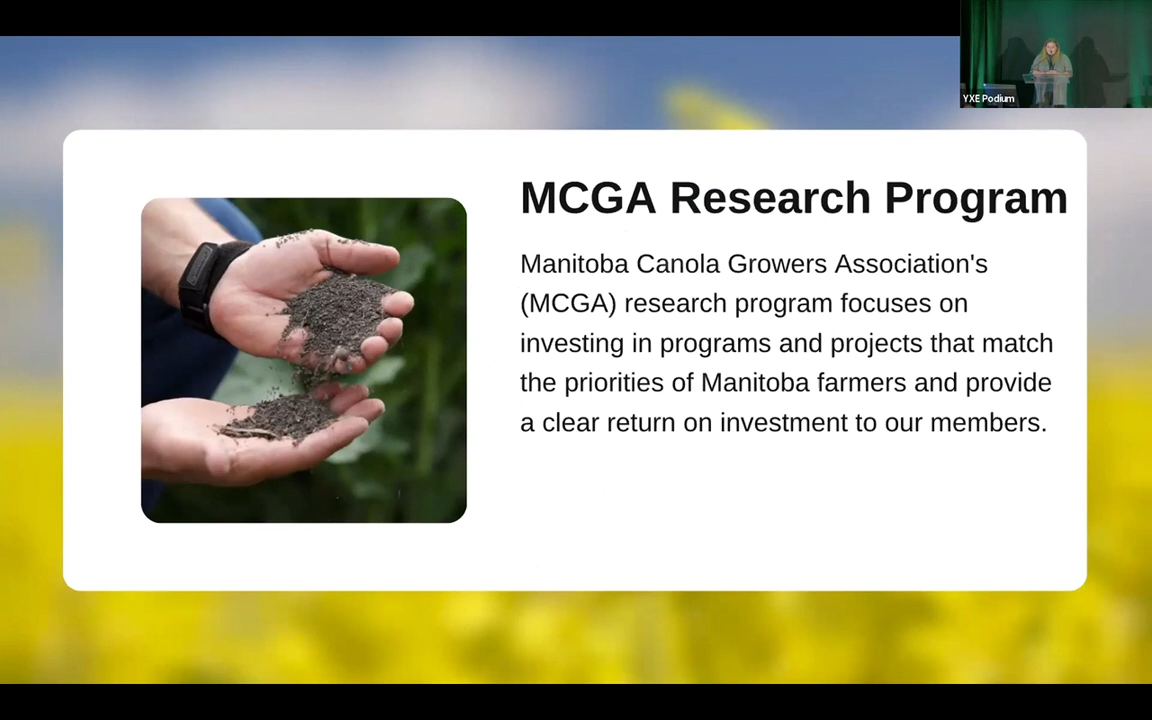 YXE Podium
MCGA Research Program
Manitoba Canola Growers Association's
(MCGA) research program focuses on
investing in programs and projects that match
the priorities of Manitoba farmers and provide
a clear return on investment to our members.